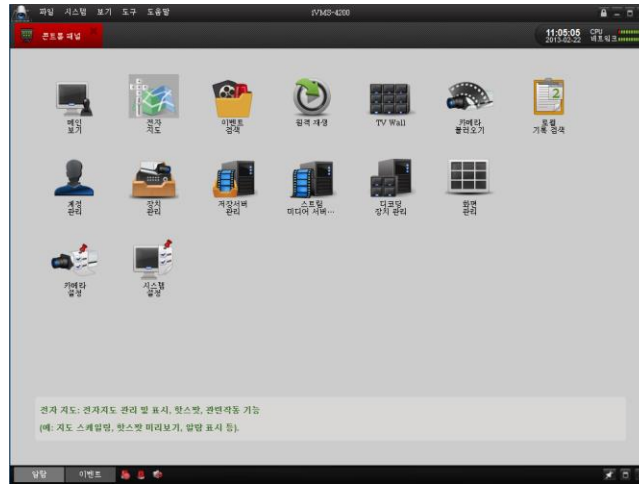 파일 시스템 보기 도구 도움말
iVMS-4200
콘트롤 패널
11:05:05
2013-02-22
CPU
네트워크
메인
보기
전자
지도
이벤트
검색
원격 재생
TV Wall
카메라
불러오기
로컬
기록 검색
계정
관리
장치
관리
저장서버
관리
스트림
미디어 서버…
디코딩
장치 관리
화면
관리
카메라
설정
시스템
설정
전자 지도: 전자지도 관리 및 표시, 핫스팟, 관련작동 기능
(예: 지도 스케일링, 핫스팟 미리보기, 알람 표시 등).
알람
이벤트